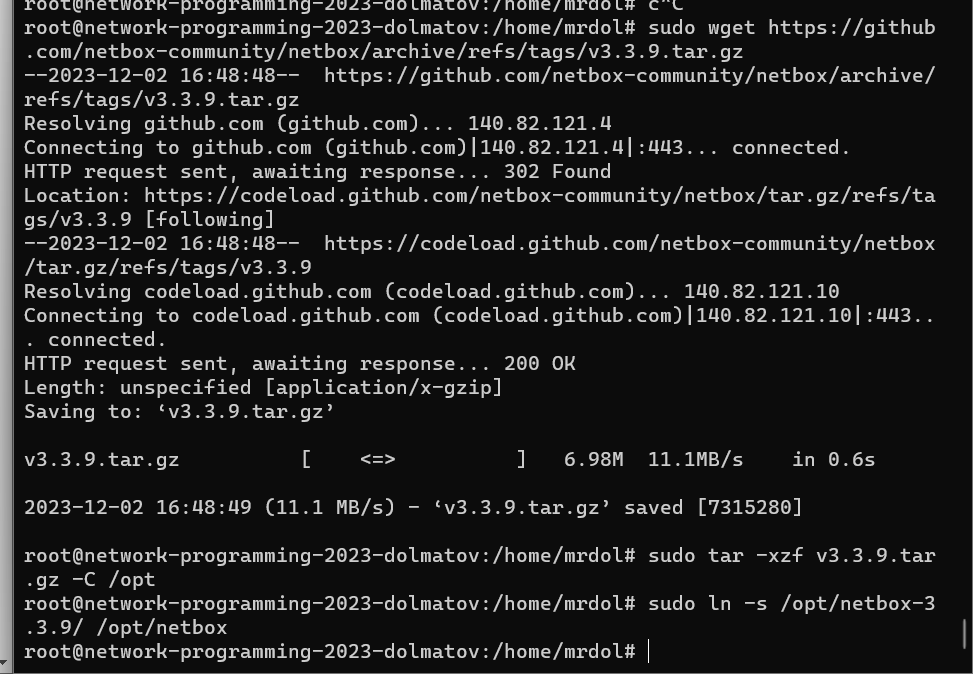 root@network-programming-2023-dolmatov:/home/mrdol# c^C
root@network-programming-2023-dolmatov:/home/mrdol# sudo wget https://github
.com/netbox-community/netbox/archive/refs/tags/v3.3.9.tar.gz
--2023-12-02 16:48:48--  https://github.com/netbox-community/netbox/archive/
refs/tags/v3.3.9.tar.gz
Resolving github.com (github.com)... 140.82.121.4
Connecting to github.com (github.com)|140.82.121.4|:443... connected.
HTTP request sent, awaiting response... 302 Found
Location: https://codeload.github.com/netbox-community/netbox/tar.gz/refs/ta
gs/v3.3.9 [following]
--2023-12-02 16:48:48--  https://codeload.github.com/netbox-community/netbox
/tar.gz/refs/tags/v3.3.9
Resolving codeload.github.com (codeload.github.com)... 140.82.121.10
Connecting to codeload.github.com (codeload.github.com)|140.82.121.10|:443..
. connected.
HTTP request sent, awaiting response... 200 OK
Length: unspecified [application/x-gzip]
Saving to: ‘v3.3.9.tar.gz’
v3.3.9.tar.gz          [    <=>          ]   6.98M  11.1MB/s    in 0.6s
2023-12-02 16:48:49 (11.1 MB/s) - ‘v3.3.9.tar.gz’ saved [7315280]
root@network-programming-2023-dolmatov:/home/mrdol# sudo tar -xzf v3.3.9.tar
.gz -C /opt
root@network-programming-2023-dolmatov:/home/mrdol# sudo ln -s /opt/netbox-3
.3.9/ /opt/netbox
root@network-programming-2023-dolmatov:/home/mrdol#